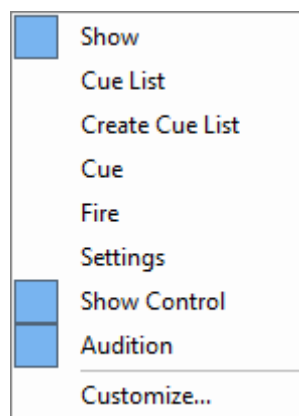 Show
Cue List
Create Cue List
Cue
Fire
Settings
Show Control
Audition
Customize...